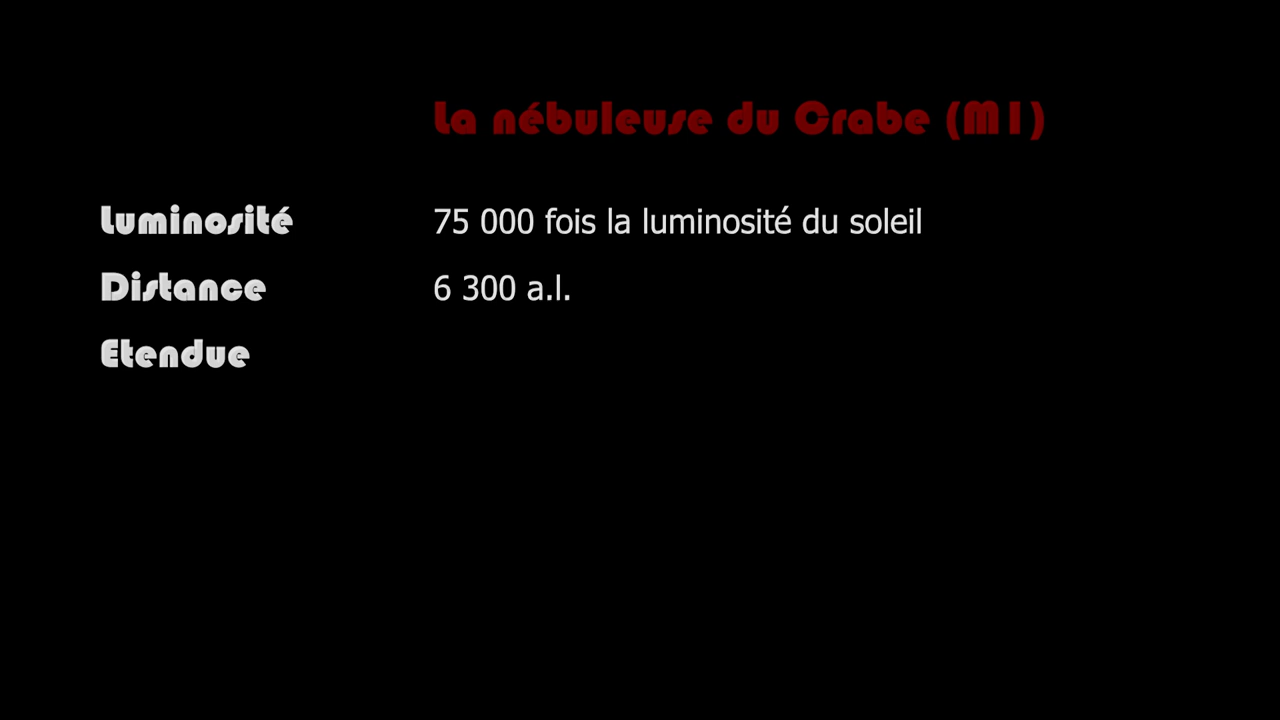 La nébuleuse du Crabe (M1)
Luminosité 75 000 fois la luminosité du soleil
Distance 6 300 a.l.
Etendue